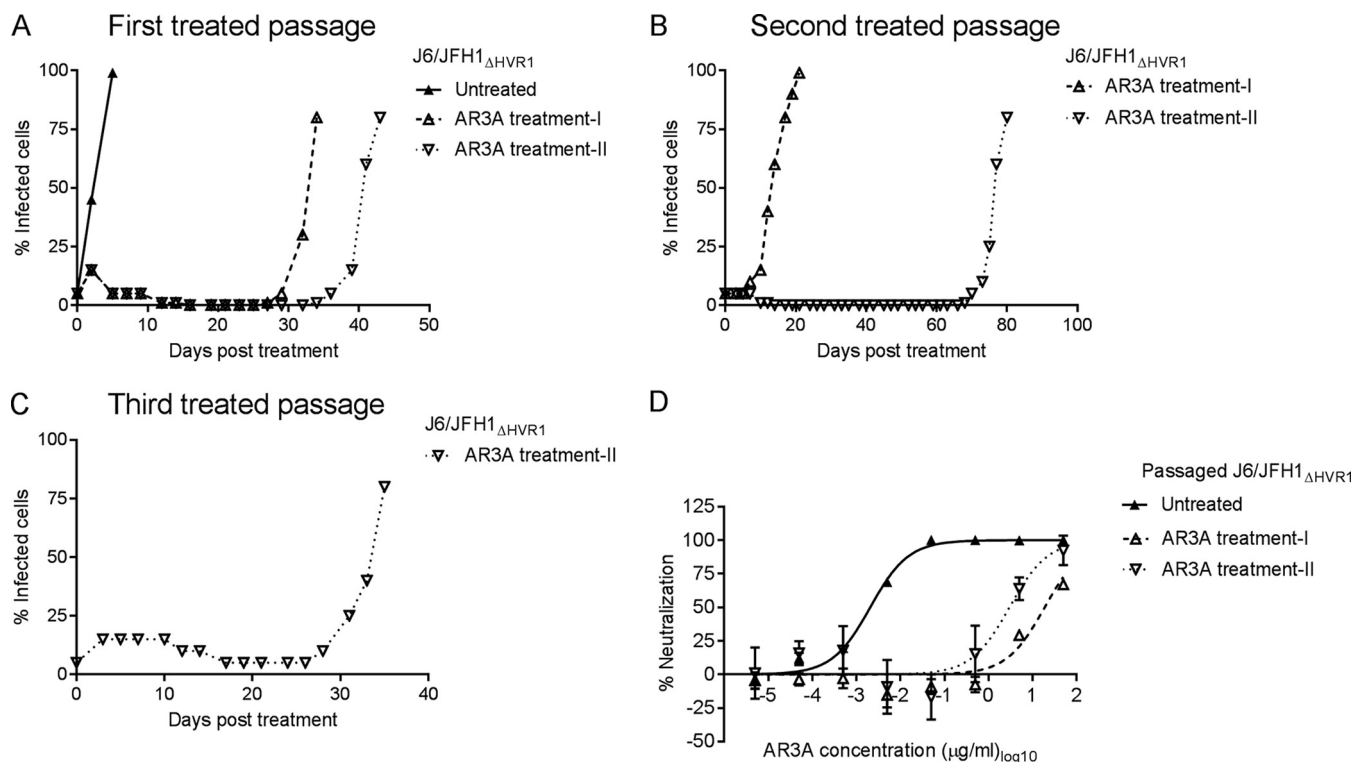 A First treated passage
J6/JFH1ΔHVR1
Untreated
AR3A treatment-I
AR3A treatment-II
% Infected cells
100
75
50
25
0
0 10 20 30 40 50
Days post treatment
B Second treated passage
J6/JFH1ΔHVR1
AR3A treatment-I
AR3A treatment-II
% Infected cells
100
75
50
25
0
0 20 40 60 80 100
Days post treatment
C Third treated passage
J6/JFH1ΔHVR1
AR3A treatment-II
% Infected cells
100
75
50
25
0
0 10 20 30 40
Days post treatment
D
Passaged J6/JFH1ΔHVR1
Untreated
AR3A treatment-I
AR3A treatment-II
% Neutralization
125
100
75
50
25
0
-25
-50
-5 -4 -3 -2 -1 0 1 2
AR3A concentration (μg/ml)log10